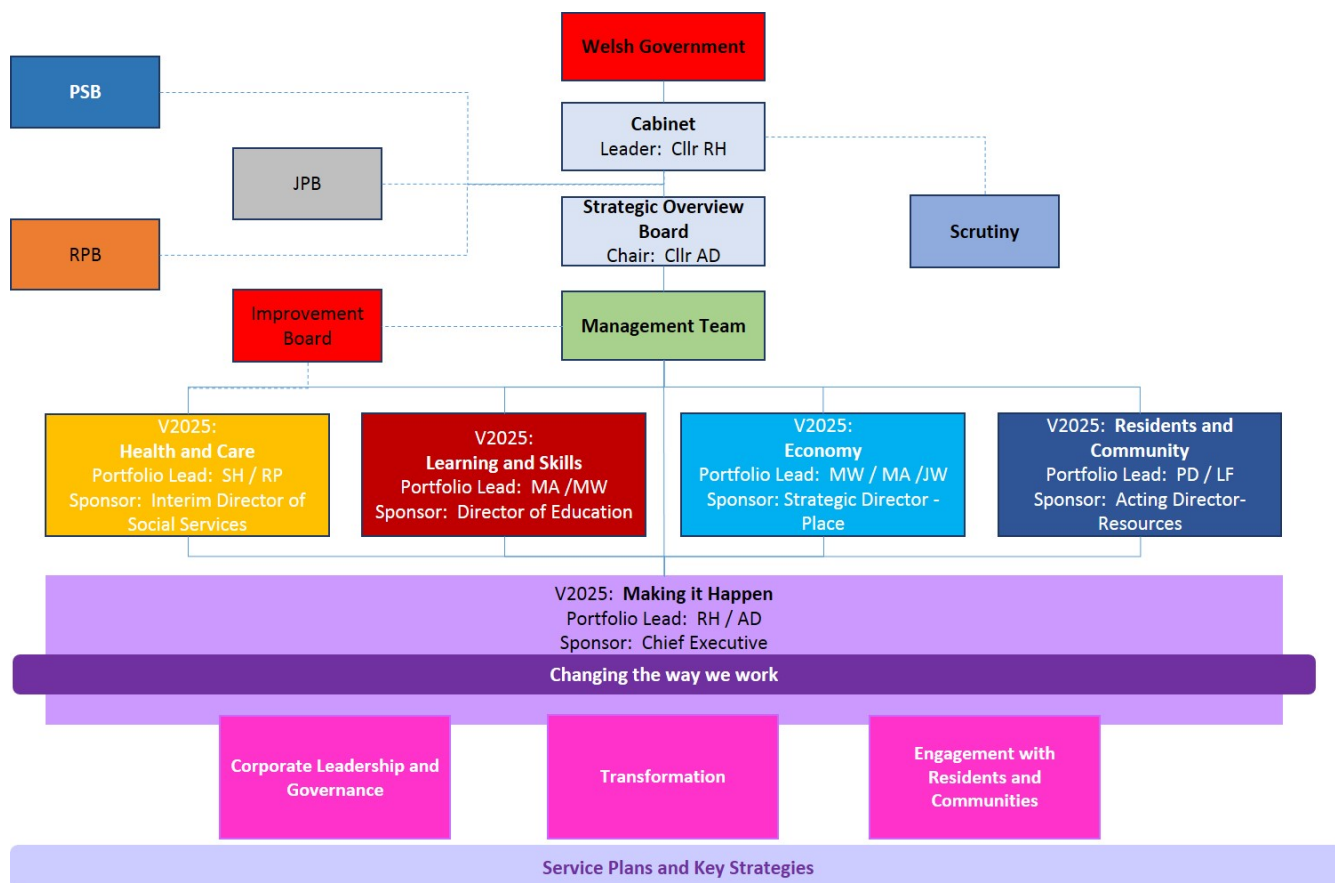 Welsh Government
PSB
Cabinet
Leader:  Cllr RH
JPB
Strategic Overview
Board
Chair:  Cllr AD
Scrutiny
RPB
Improvement
Board
Management Team
V2025:
Health and Care
Portfolio Lead:  SH / RP
Sponsor:  Interim Director of
Social Services
V2025:
Learning and Skills
Portfolio Lead:  MA /MW
Sponsor:  Director of Education
V2025:
Economy
Portfolio Lead:  MW / MA /JW
Sponsor: Strategic Director -
Place
V2025:  Residents and
Community
Portfolio Lead:  PD / LF
Sponsor:  Acting Director-
Resources
V2025:  Making it Happen
Portfolio Lead:  RH / AD
Sponsor:  Chief Executive
Changing the way we work
Corporate Leadership and
Governance
Transformation
Engagement with
Residents and
Communities
Service Plans and Key Strategies